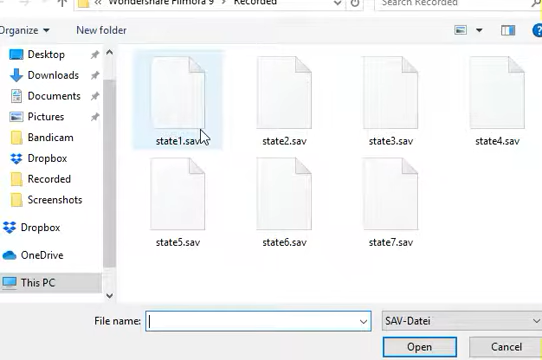 Wondershare Filmora 9 > Recorded
Search Recorded
Organize
New folder
Desktop
Downloads
Documents
Pictures
Bandicam
Dropbox
Recorded
Screenshots
Dropbox
OneDrive
This PC
state1.sav
state2.sav
state3.sav
state4.sav
state5.sav
state6.sav
state7.sav
File name:
SAV-Datei
Open
Cancel